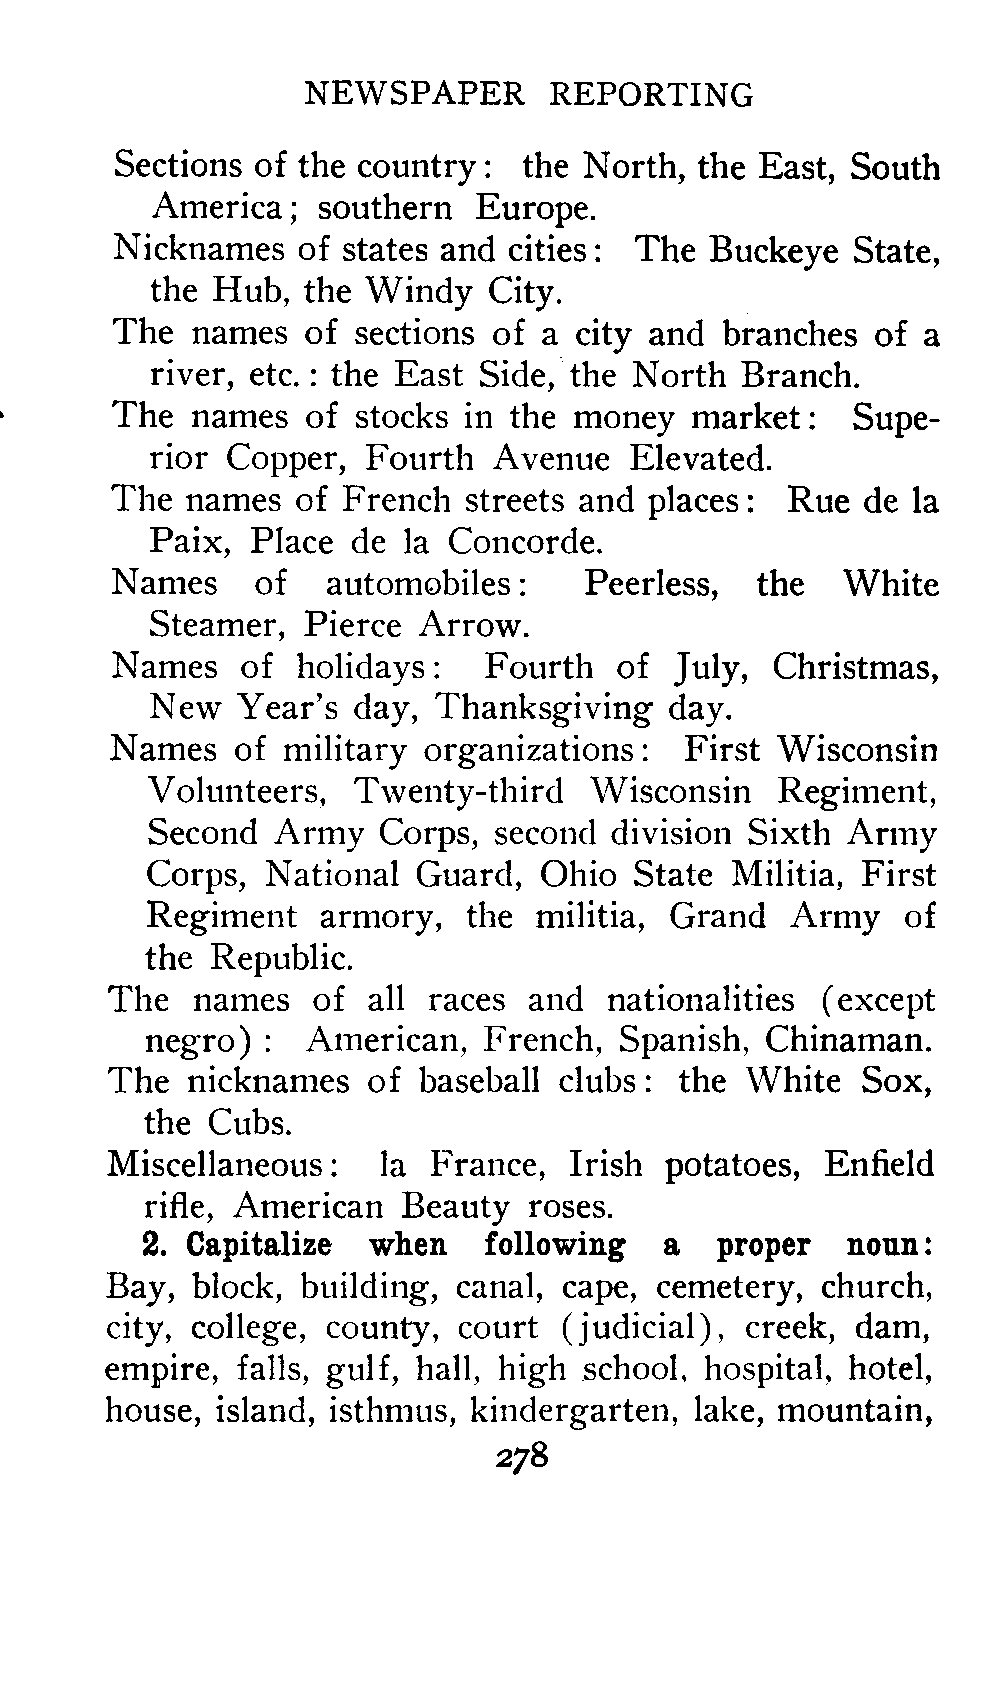 NEWSPAPER REPORTING
Sections of the country: the North, the East, South
America; southern Europe.
Nicknames of states and cities: The Buckeye State,
the Hub, the Windy City.
The names of sections of a city and branches of a
river, etc.: the East Side, the North Branch.
The names of stocks in the money market: Supe-
rior Copper, Fourth Avenue Elevated.
The names of French streets and places: Rue de la
Paix, Place de la Concorde.
Names of automobiles: Peerless, the White
Steamer, Pierce Arrow.
Names of holidays: Fourth of July, Christmas,
New Year's day, Thanksgiving day.
Names of military organizations: First Wisconsin
Volunteers, Twenty-third Wisconsin Regiment,
Second Army Corps, second division Sixth Army
Corps, National Guard, Ohio State Militia, First
Regiment armory, the militia, Grand Army of
the Republic.
The names of all races and nationalities (except
negro): American, French, Spanish, Chinaman.
The nicknames of baseball clubs: the White Sox,
the Cubs.
Miscellaneous: la France, Irish potatoes, Enfield
rifle, American Beauty roses.
2. Capitalize when following a proper noun:
Bay, block, building, canal, cape, cemetery, church,
city, college, county, court (judicial), creek, dam,
empire, falls, gulf, hall, high school, hospital, hotel,
house, island, isthmus, kindergarten, lake, mountain,
278